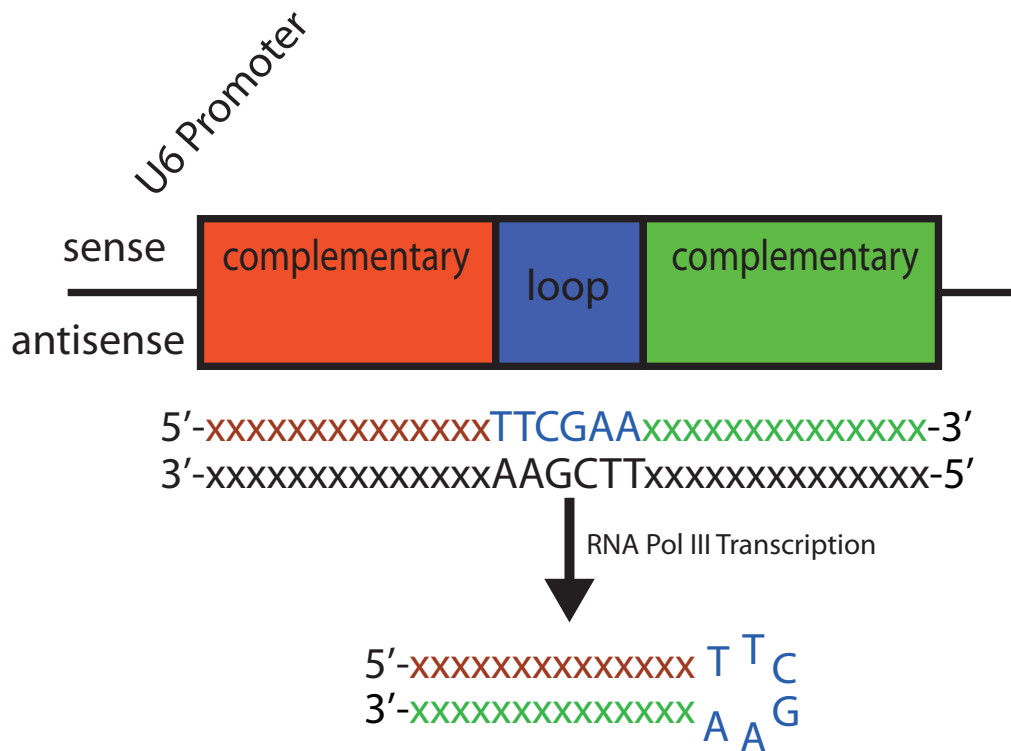 U6 Promoter
sense
antisense
complementary
loop
complementary
5’-xxxxxxxxxxxxxxTTCGAAxxxxxxxxxxxxxx-3’
3’-xxxxxxxxxxxxxxAAGCTTxxxxxxxxxxxxxx-5’
RNA Pol III Transcription
5’-xxxxxxxxxxxxxx T T C
3’-xxxxxxxxxxxxxx A A G